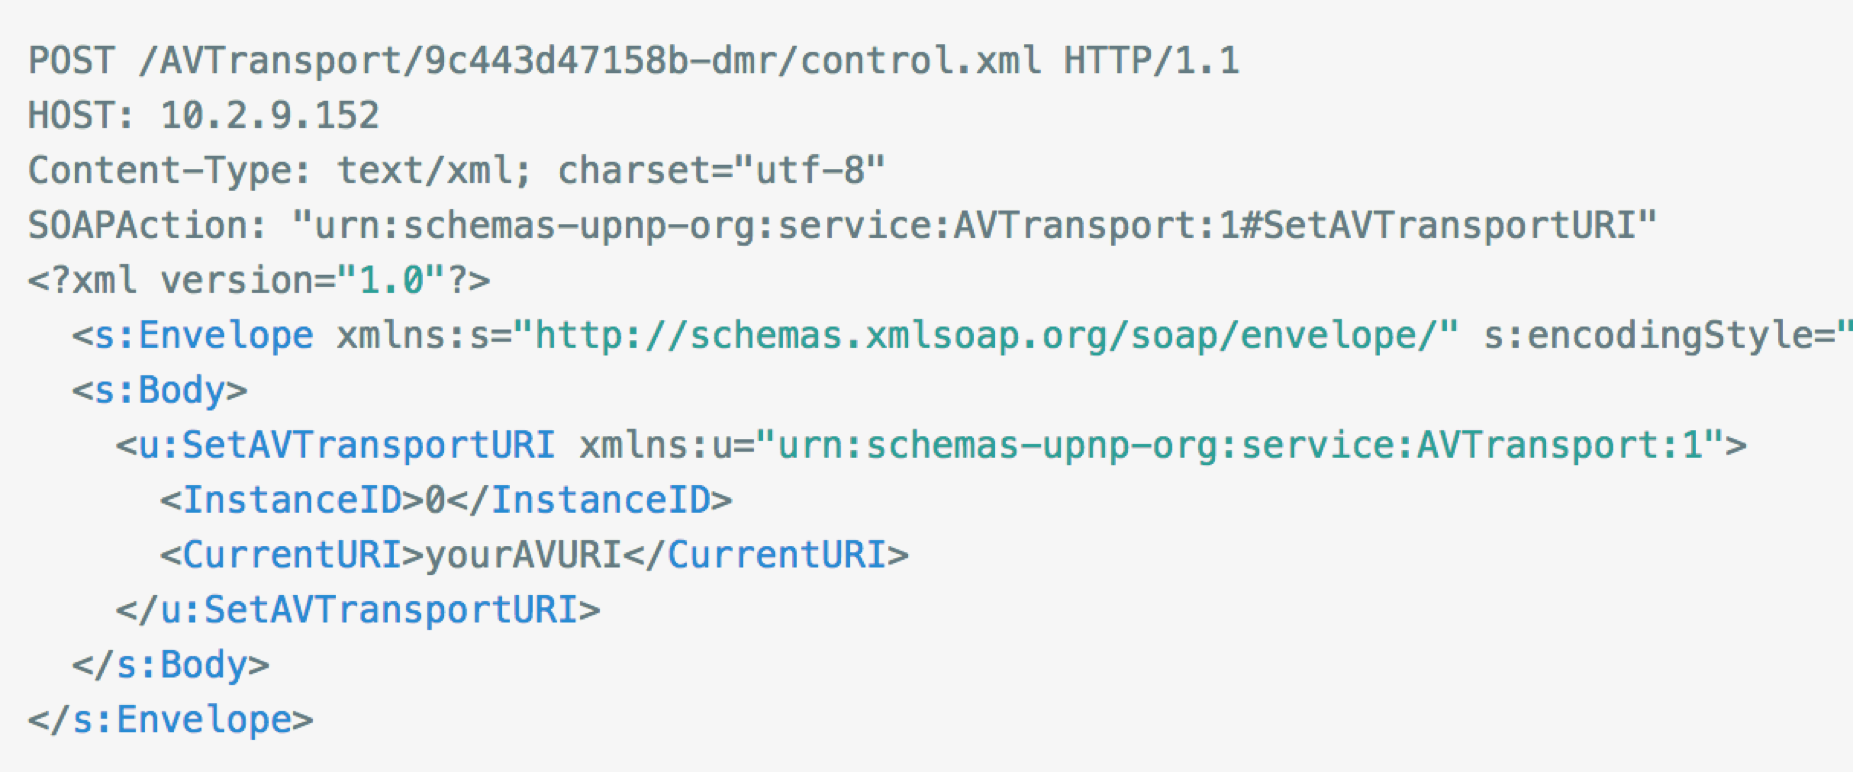 POST /AVTransport/9c443d47158b-dmr/control.xml HTTP/1.1
HOST: 10.2.9.152
Content-Type: text/xml; charset="utf-8"
SOAPAction: "urn:schemas-upnp-org:service:AVTransport:1#SetAVTransportURI"
<?xml version="1.0"?>
  <s:Envelope xmlns:s="http://schemas.xmlsoap.org/soap/envelope/" s:encodingStyle="
  <s:Body>
    <u:SetAVTransportURI xmlns:u="urn:schemas-upnp-org:service:AVTransport:1">
      <InstanceID>0</InstanceID>
      <CurrentURI>yourAVURI</CurrentURI>
    </u:SetAVTransportURI>
  </s:Body>
</s:Envelope>